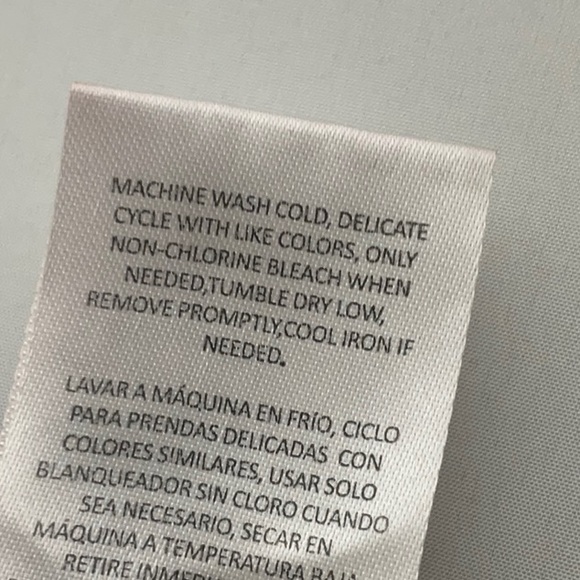 MACHINE WASH COLD, DELICATE
CYCLE WITH LIKE COLORS, ONLY
NON-CHLORINE BLEACH WHEN
NEEDED,TUMBLE DRY LOW,
REMOVE PROMPTLY,COOL IRON IF
NEEDED.
LAVAR A MÁQUINA EN FRÍO, CICLO
PARA PRENDAS DELICADAS CON
COLORES SIMILARES, USAR SOLO
BLANQUEADOR SIN CLORO CUANDO
SEA NECESARIO, SECAR EN
MÁQUINA A TEMPERATURA BAJA
RETIRE